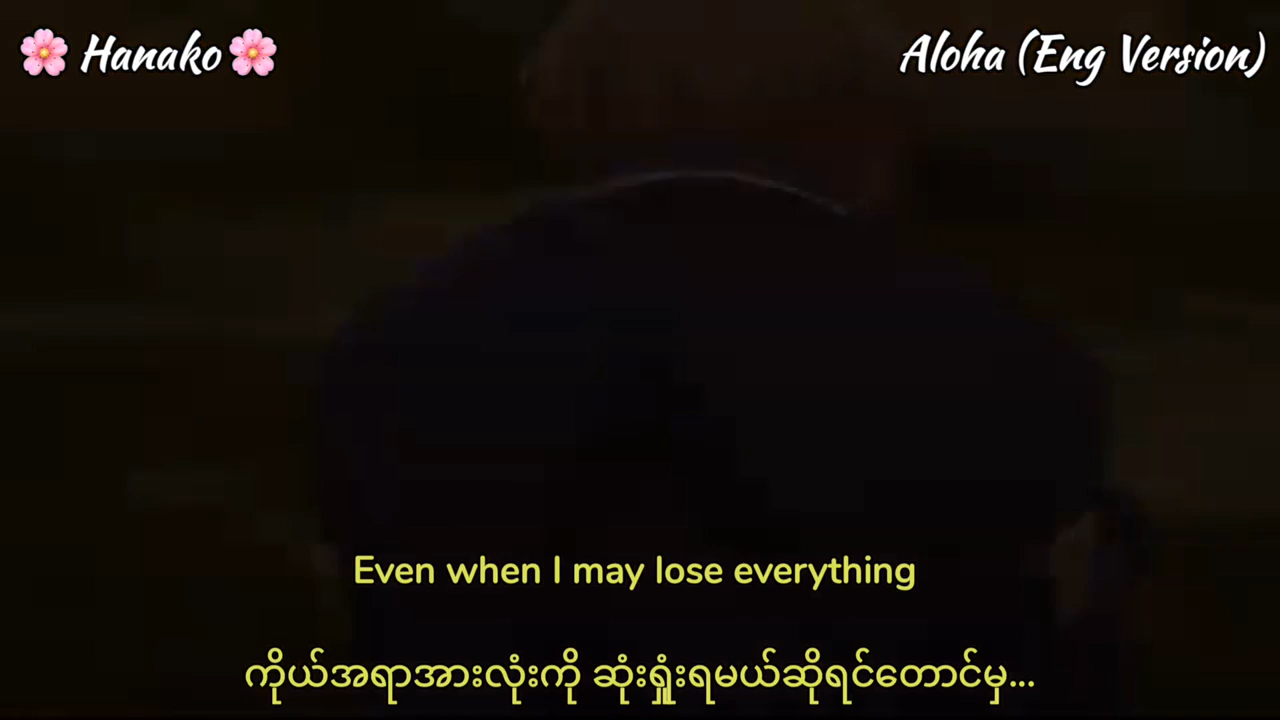 🌸 Hanako 🌸
Aloha (Eng Version)
Even when I may lose everything
ကိုယ်အရာအားလုံးကို ဆုံးရှုံးရမယ်ဆိုရင်တောင်မှ...